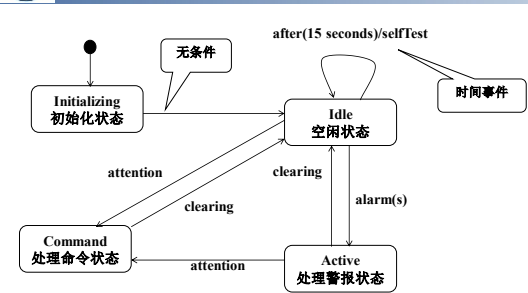 after(15 seconds)/selfTest
无条件
时间事件
Initializing
初始化状态
Idle
空闲状态
attention
clearing
clearing
alarm(s)
Command
处理命令状态
attention
Active
处理警报状态